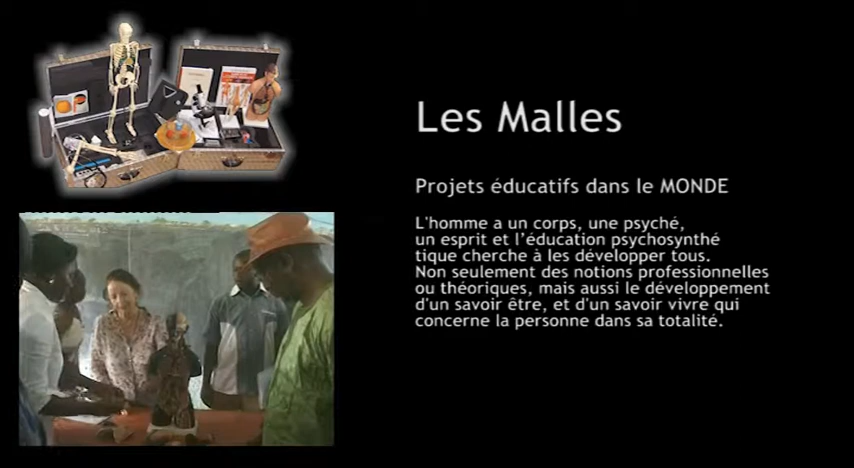 Les Malles
Projets éducatifs dans le MONDE
L'homme a un corps, une psyché,
un esprit et l'éducation psychosynthé
tique cherche à les développer tous.
Non seulement des notions professionnelles
ou théoriques, mais aussi le développement
d'un savoir être, et d'un savoir vivre qui
concerne la personne dans sa totalité.